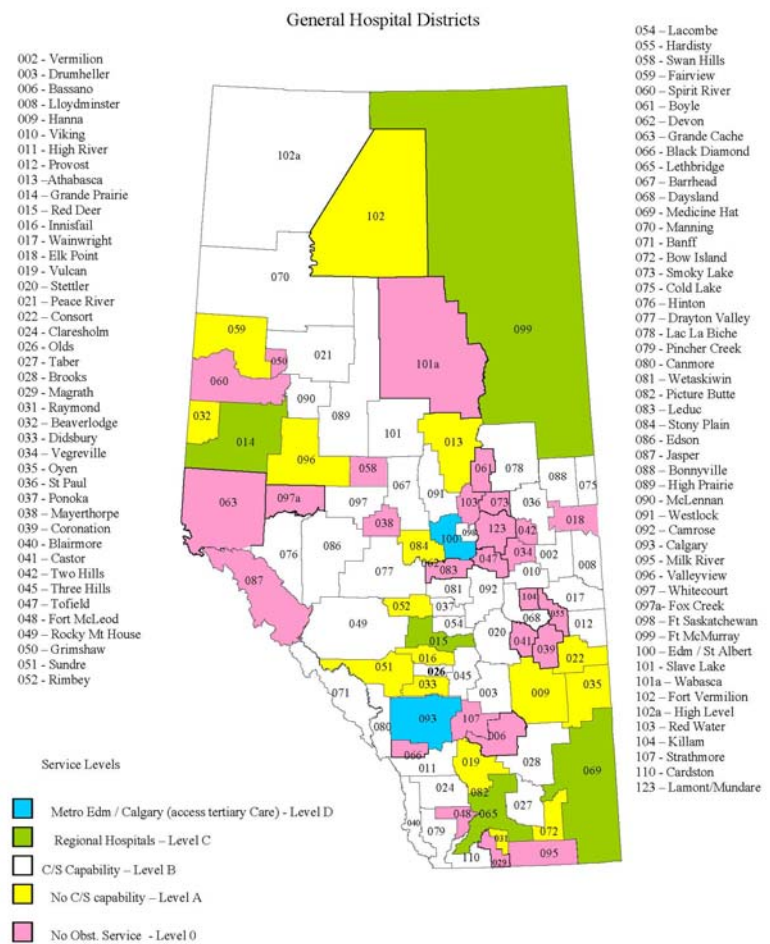 General Hospital Districts
002 - Vermilion
003 - Drumheller
006 - Bassano
008 - Lloydminster
009 - Hanna
010 - Viking
011 - High River
012 - Provost
013 –Athabasca
014 – Grande Prairie
015 – Red Deer
016 - Innisfail
017 - Wainwright
018 - Elk Point
019 – Vulcan
020 - Stettler
021 - Peace River
022 - Consort
024 – Claresholm
026 - Olds
027 - Taber
028 - Brooks
029 – Magrath
031 – Raymond
032 – Beaverlodge
033 - Didsbury
034 – Vegreville
035 – Oyen
036 - St Paul
037 - Ponoka
038 - Mayerthorpe
039 – Coronation
040 - Blairmore
041 – Castor
042 – Two Hills
045 – Three Hills
047 - Tofield
048 - Fort McLeod
049 – Rocky Mt House
050 – Grimshaw
051 - Sundre
052 - Rimbey
054 – Lacombe
055 - Hardisty
058 - Swan Hills
059 – Fairview
060 - Spirit River
061 - Boyle
062 – Devon
063 – Grande Cache
066 - Black Diamond
065 - Lethbridge
067 – Barrhead
068 - Daysland
069 - Medicine Hat
070 - Manning
071 - Banff
072 – Bow Island
073 - Smoky Lake
075 - Cold Lake
076 - Hinton
077 – Drayton Valley
078 - Lac La Biche
079 - Pincher Creek
080 - Canmore
081 – Wetaskiwin
082 - Picture Butte
083 – Leduc
084 - Stony Plain
086 - Edson
087 - Jasper
088 – Bonnyville
089 - High Prairie
090 - McLennan
091 - Westlock
092 – Camrose
093 – Calgary
095 - Milk River
096 - Valleyview
097 – Whitecourt
097a- Fox Creek
098 – Ft Saskatchewan
099 – Ft McMurray
100 – Edm / St Albert
101 - Slave Lake
101a – Wabasca
102 – Fort Vermilion
102a – High Level
103 – Red Water
104 – Killam
107 - Strathmore
110 - Cardston
123 – Lamont/Mundare
102a
102
070
099
059
050
021
060
101a
090
032
014
089
101
013
096
058
061
078
088
075
063
097a
097
067
091
103
073
036
018
038
098
123
042
076
086
084
100
047
034
002
062
083
010
008
087
077
081
092
052
037
104
055
017
049
054
068
012
015
020
041
039
016
022
051
026
045
033
003
009
035
071
080
093
107
006
066
011
019
028
069
024
082
027
040
048
065
079
031
072
110
029
095
Service Levels
Metro Edm / Calgary (access tertiary Care) - Level D
Regional Hospitals – Level C
C/S Capability – Level B
No C/S capability – Level A
No Obst. Service - Level 0